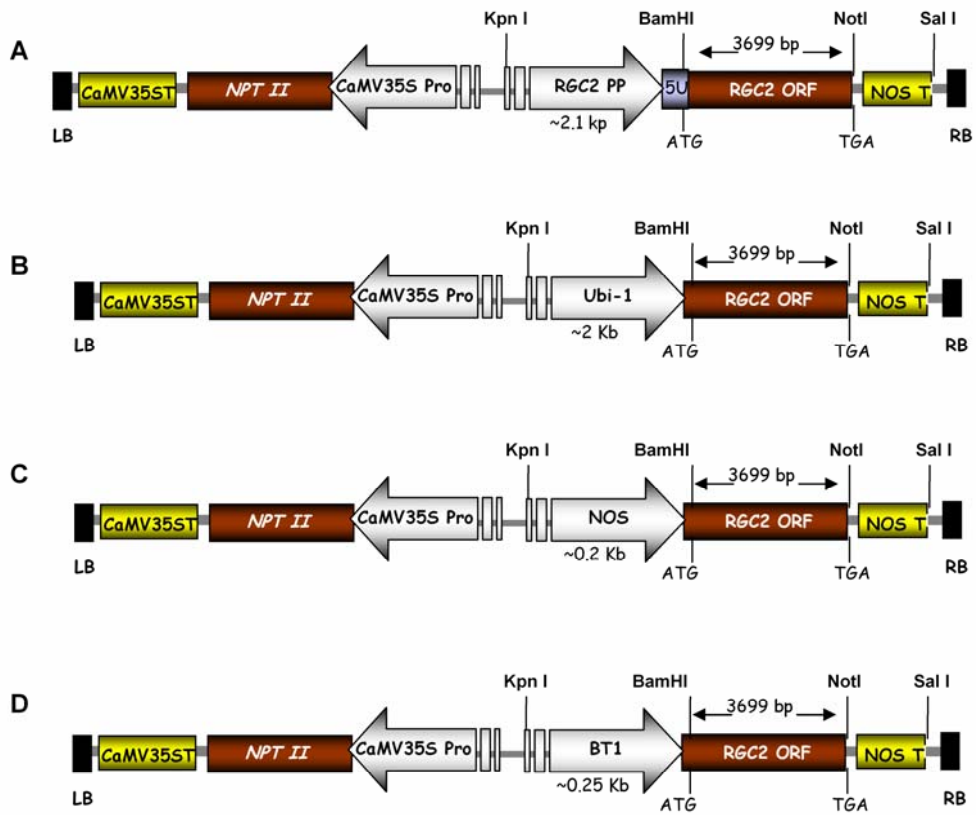 A
Kpn I
BamHI
NotI
Sal I
3699 bp
CaMV35ST
NPT II
CaMV35S Pro
RGC2 PP
5U
RGC2 ORF
NOS T
~2.1 kp
LB
ATG
TGA
RB
B
Kpn I
BamHI
NotI
Sal I
3699 bp
CaMV35ST
NPT II
CaMV35S Pro
Ubi-1
RGC2 ORF
NOS T
~2 Kb
LB
ATG
TGA
RB
C
Kpn I
BamHI
NotI
Sal I
3699 bp
CaMV35ST
NPT II
CaMV35S Pro
NOS
RGC2 ORF
NOS T
~0.2 Kb
LB
ATG
TGA
RB
D
Kpn I
BamHI
NotI
Sal I
3699 bp
CaMV35ST
NPT II
CaMV35S Pro
BT1
RGC2 ORF
NOS T
~0.25 Kb
LB
ATG
TGA
RB